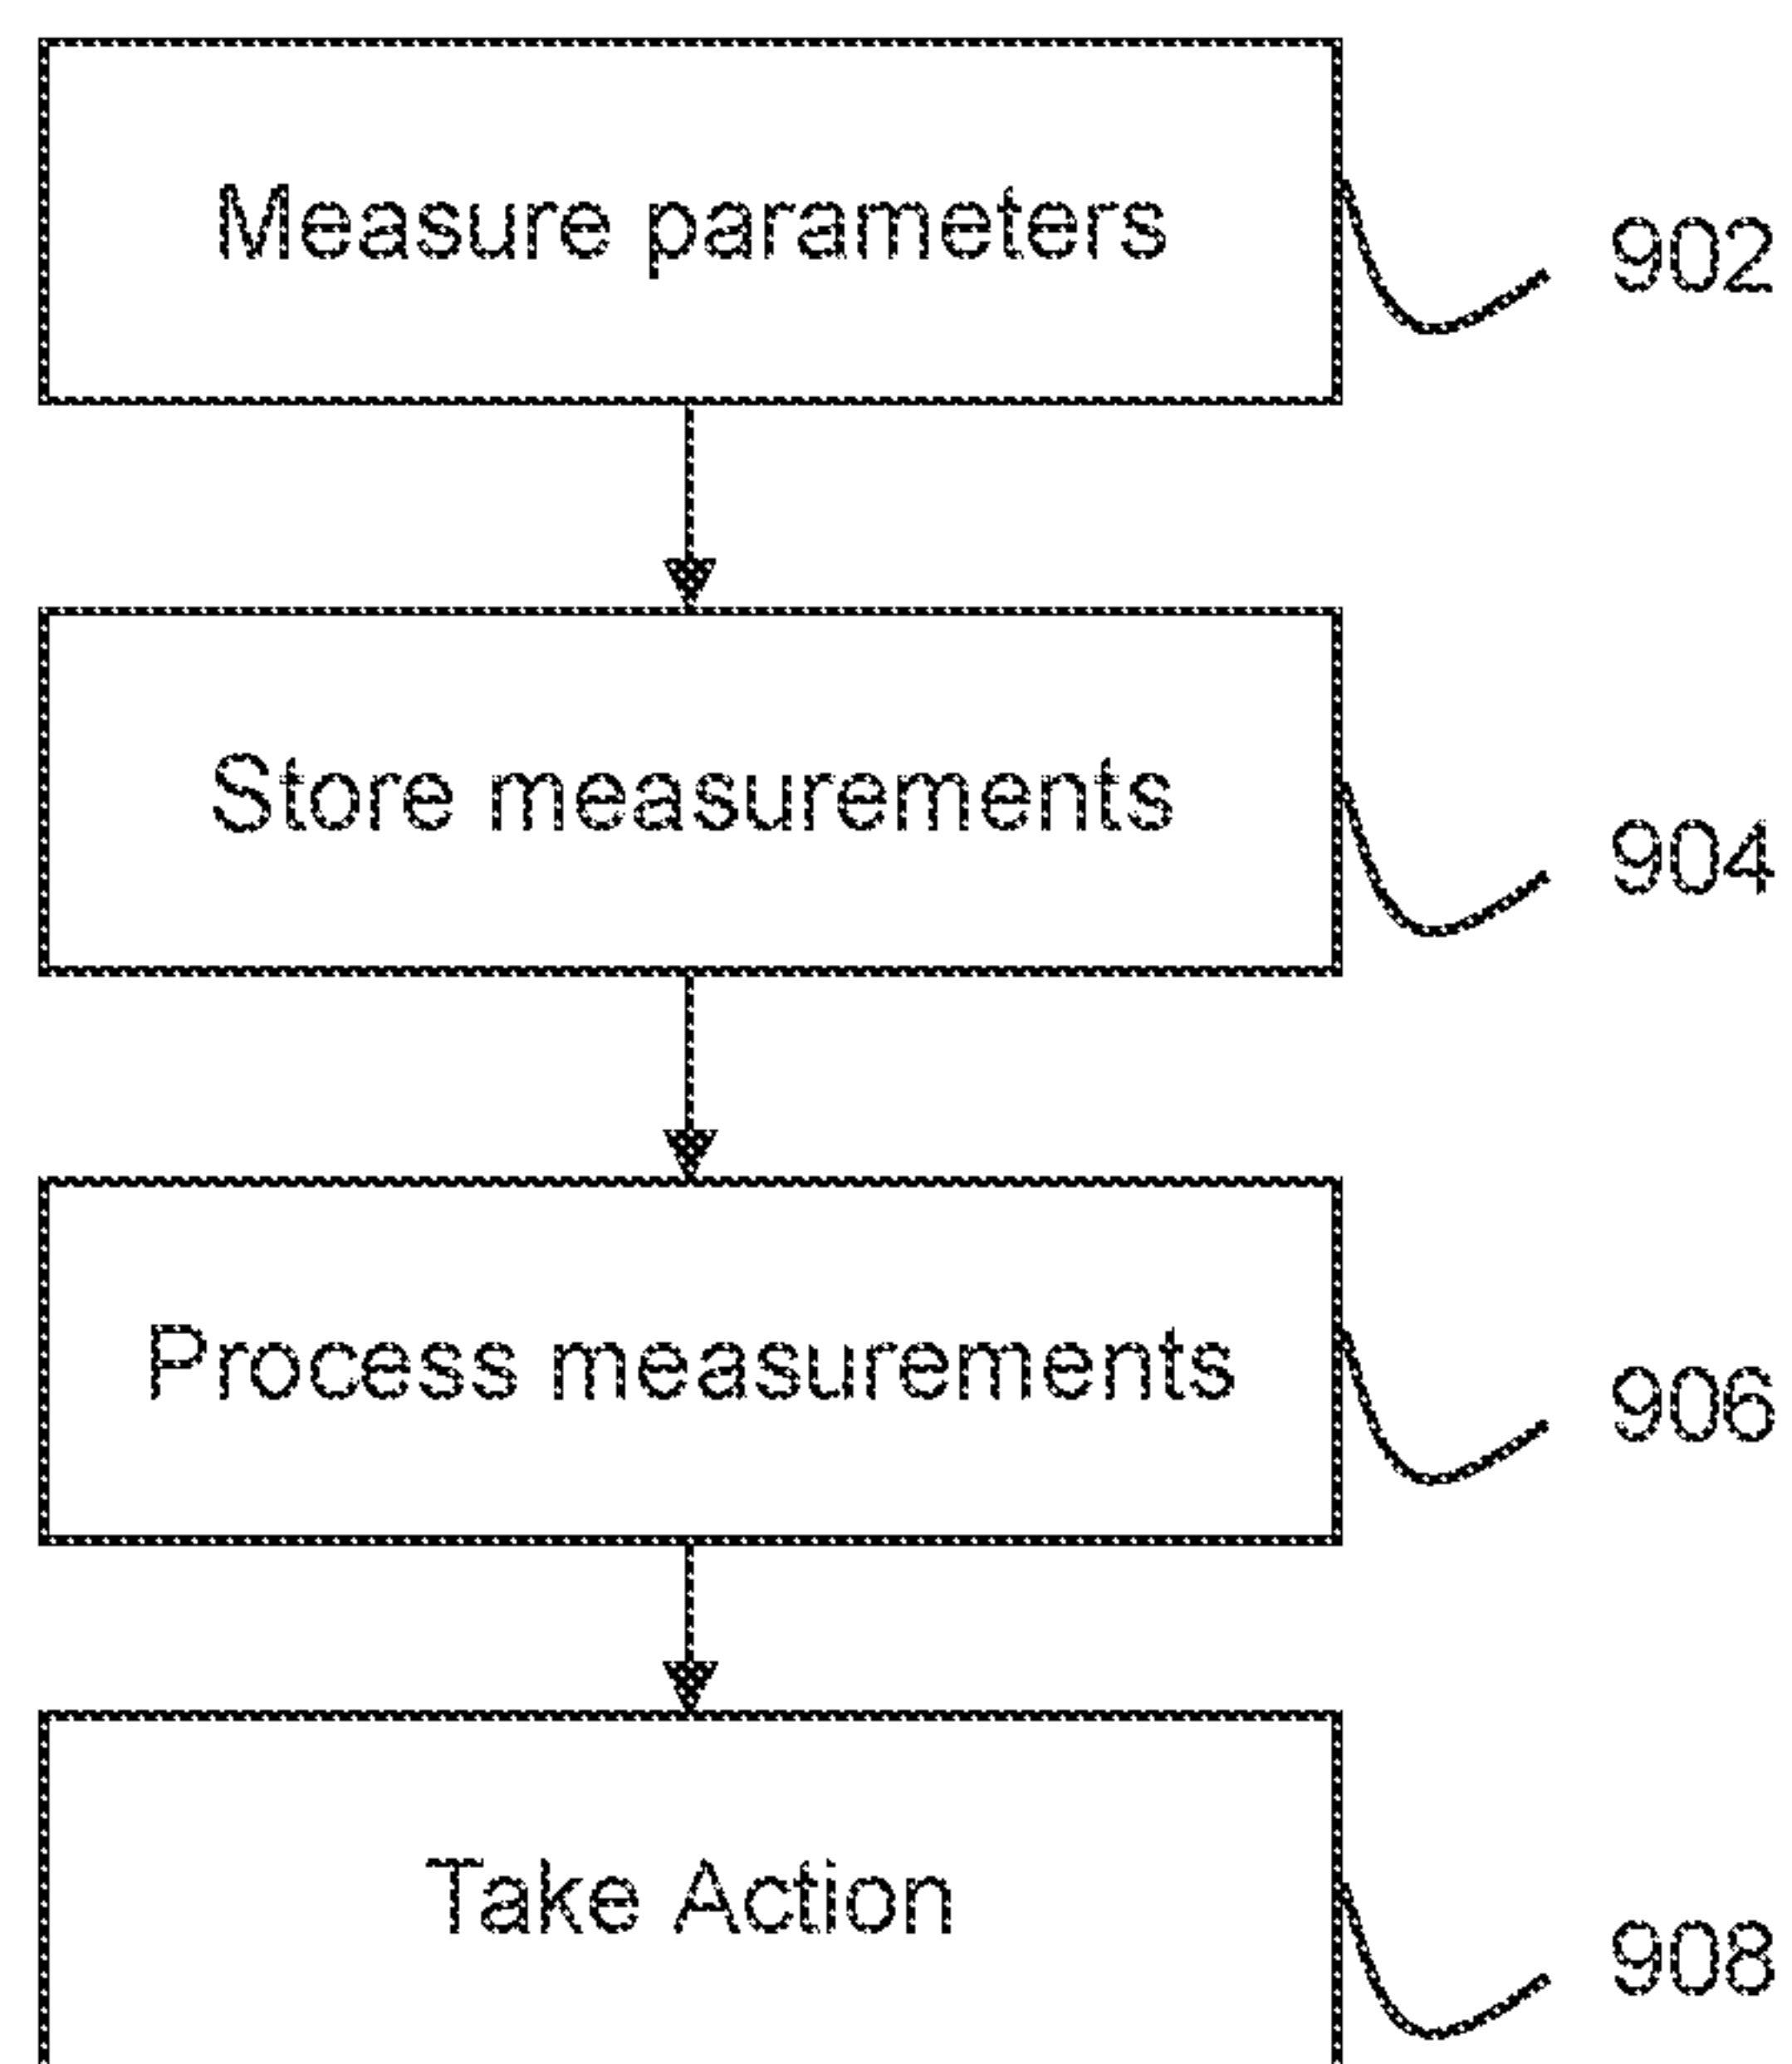 Measure parameters
902
Store measurements
904
Process measurements
906
Take Action
908